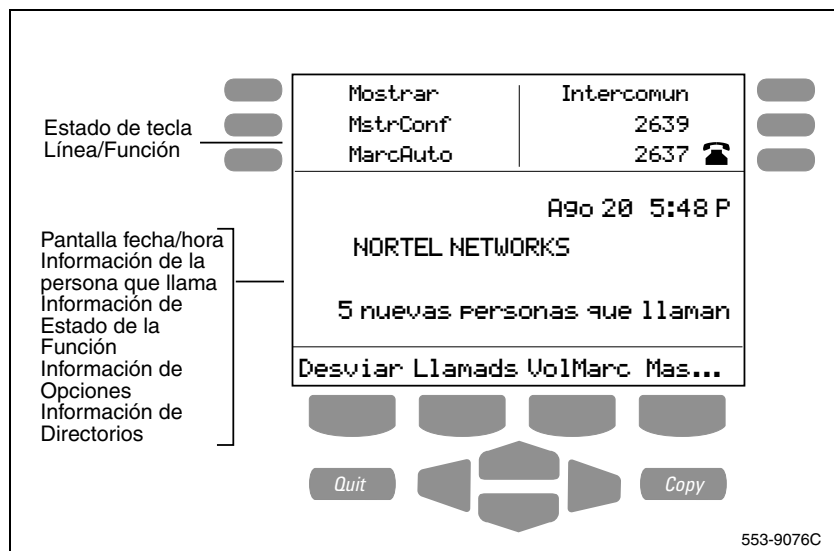 Estado de tecla
Línea/Función
Mostrar
MstrConf
MarcAuto
Intercomun
2639
2637
Pantalla fecha/hora
Información de la
persona que llama
Información de
Estado de la
Función
Información de
Opciones
Información de
Directorios
Ago 20 5:48 P
NORTEL NETWORKS
5 nuevas personas que llaman
Desviar Llamads VolMarc Mas...
Quit
Copy
553-9076C